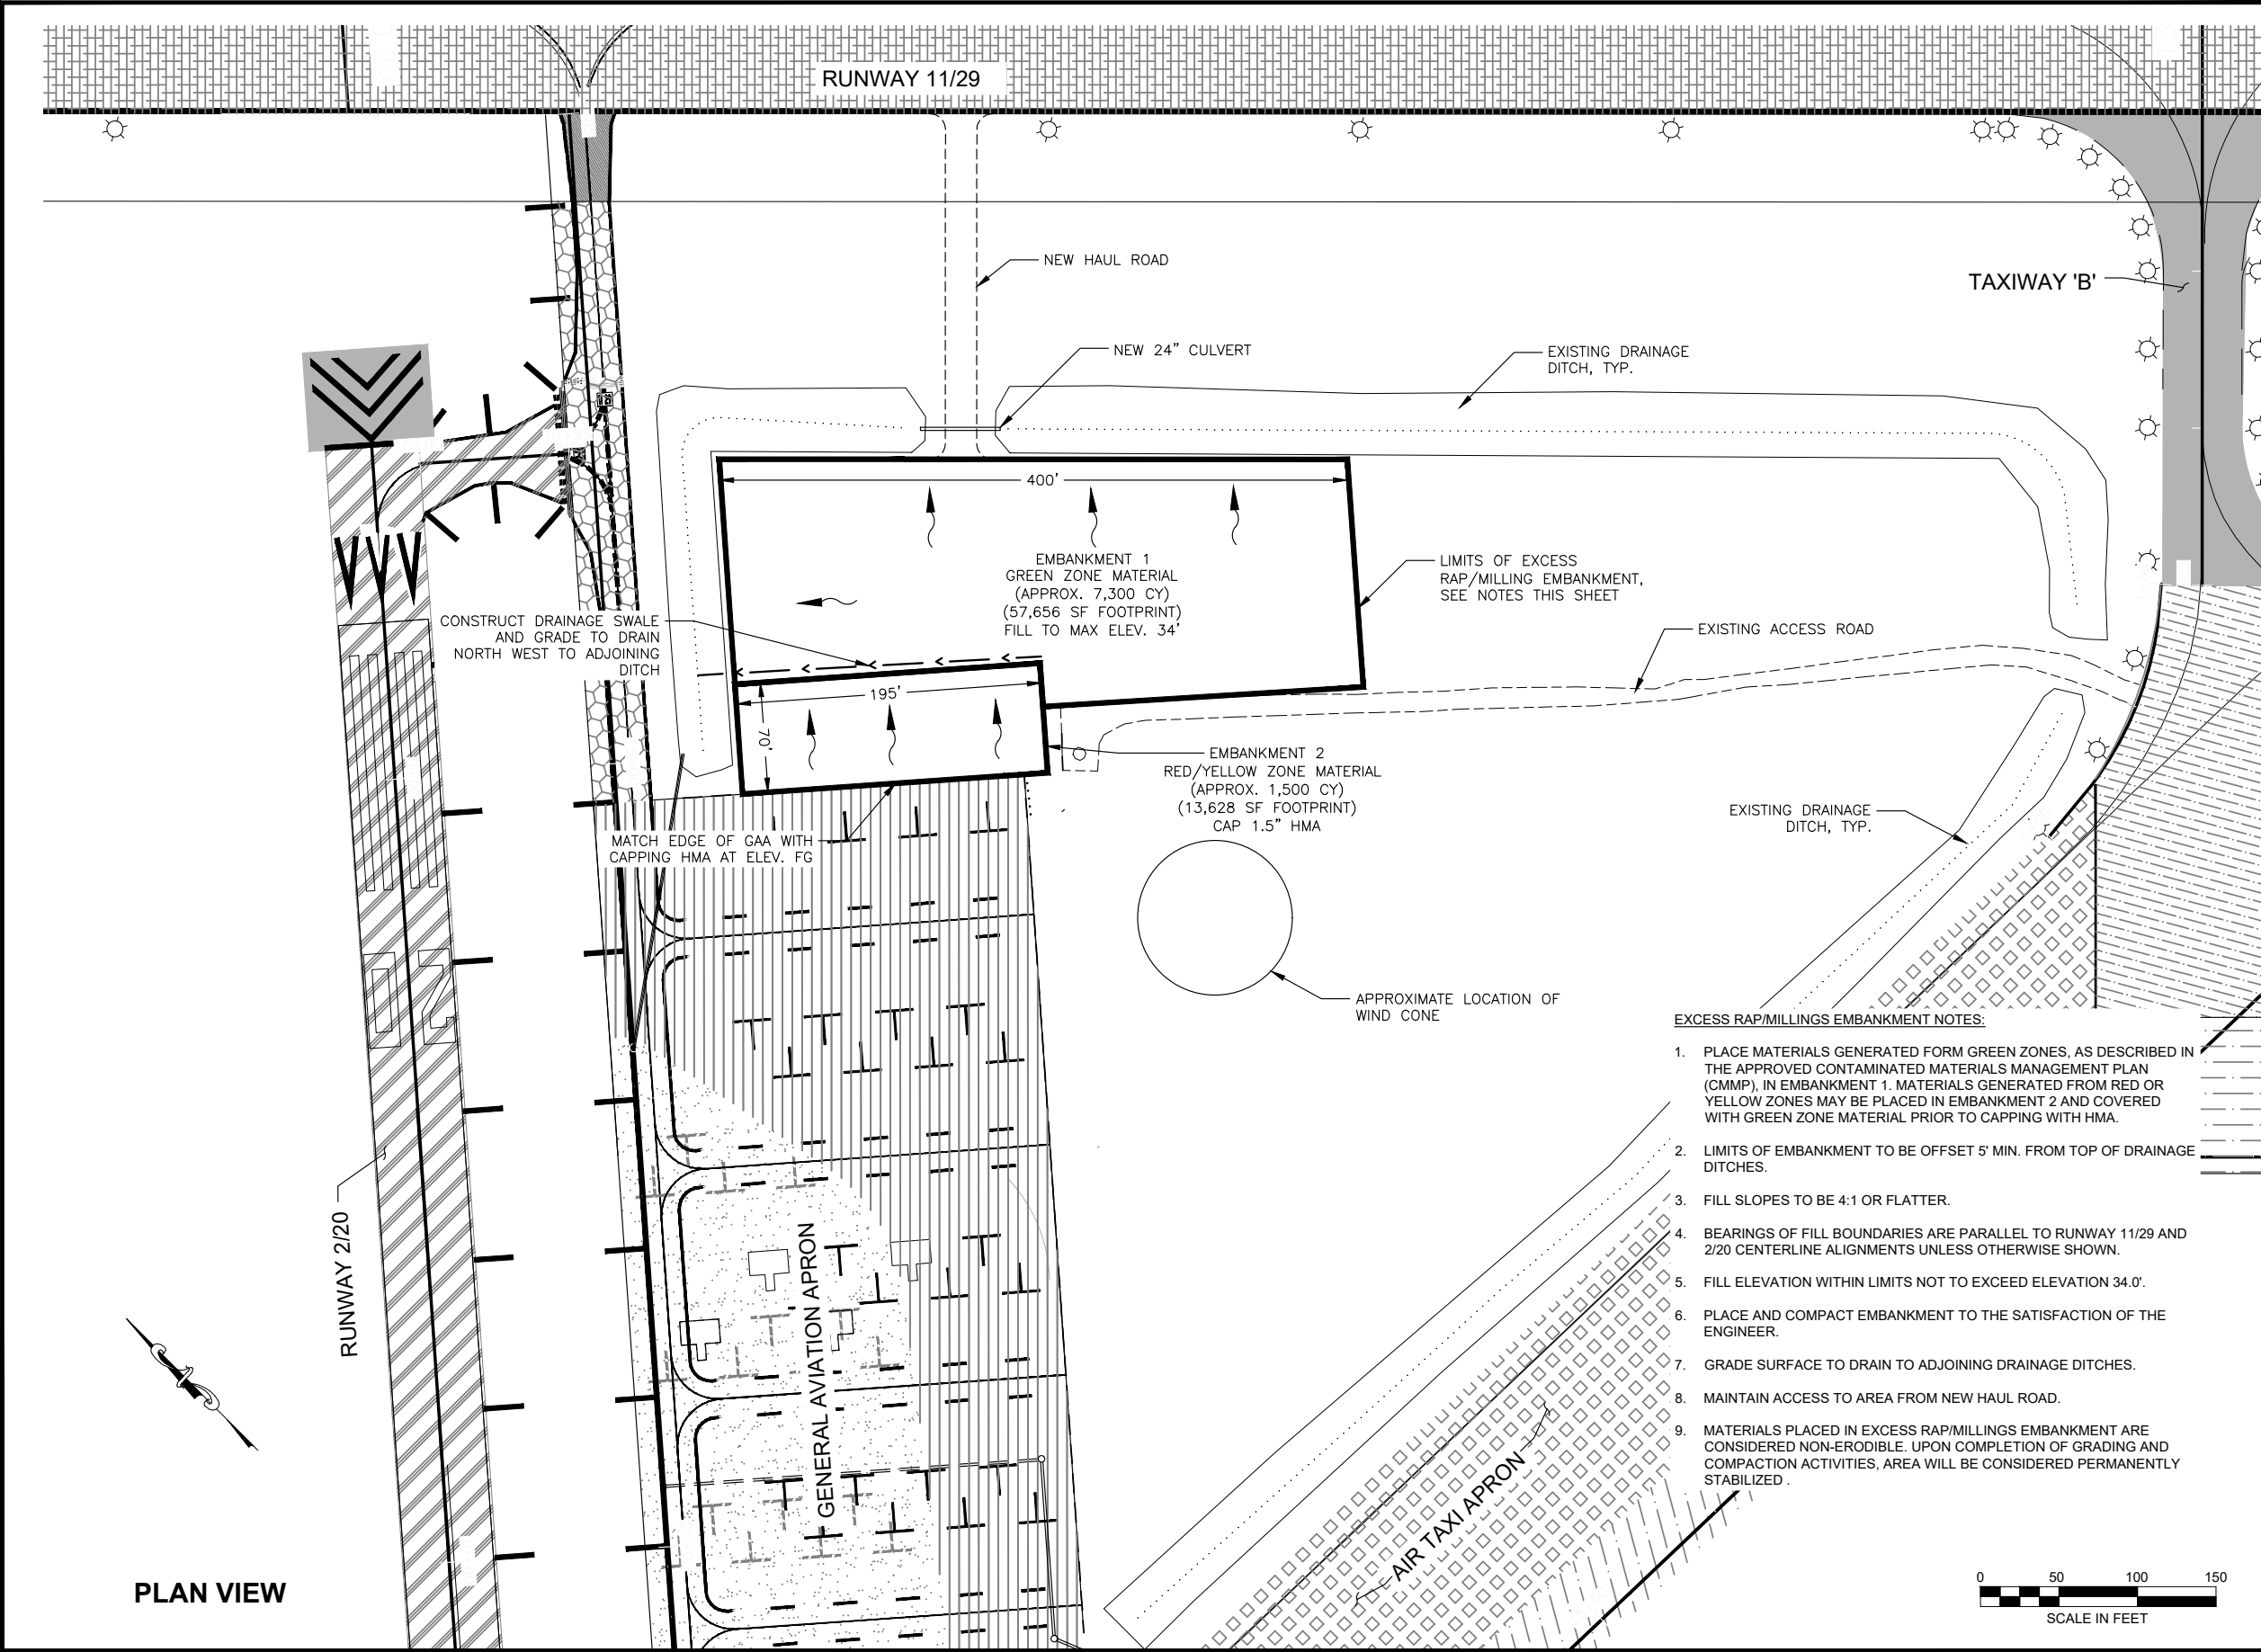 RUNWAY 11/29
NEW HAUL ROAD
TAXIWAY 'B'
NEW 24" CULVERT
EXISTING DRAINAGE
DITCH, TYP.
400'
EMBANKMENT 1
GREEN ZONE MATERIAL
(APPROX. 7,300 CY)
(57,656 SF FOOTPRINT)
FILL TO MAX ELEV. 34'
LIMITS OF EXCESS
RAP/MILLING EMBANKMENT,
SEE NOTES THIS SHEET
CONSTRUCT DRAINAGE SWALE
AND GRADE TO DRAIN
NORTH WEST TO ADJOINING
DITCH
EXISTING ACCESS ROAD
195'
70'
EMBANKMENT 2
RED/YELLOW ZONE MATERIAL
(APPROX. 1,500 CY)
(13,628 SF FOOTPRINT)
CAP 1.5" HMA
MATCH EDGE OF GAA WITH
CAPPING HMA AT ELEV. FG
EXISTING DRAINAGE
DITCH, TYP.
20
APPROXIMATE LOCATION OF
WIND CONE
RUNWAY 2/20
GENERAL AVIATION APRON
AIR TAXI APRON
EXCESS RAP/MILLINGS EMBANKMENT NOTES:
1. PLACE MATERIALS GENERATED FORM GREEN ZONES, AS DESCRIBED IN
THE APPROVED CONTAMINATED MATERIALS MANAGEMENT PLAN
(CMMP), IN EMBANKMENT 1. MATERIALS GENERATED FROM RED OR
YELLOW ZONES MAY BE PLACED IN EMBANKMENT 2 AND COVERED
WITH GREEN ZONE MATERIAL PRIOR TO CAPPING WITH HMA.
2. LIMITS OF EMBANKMENT TO BE OFFSET 5' MIN. FROM TOP OF DRAINAGE
DITCHES.
3. FILL SLOPES TO BE 4:1 OR FLATTER.
4. BEARINGS OF FILL BOUNDARIES ARE PARALLEL TO RUNWAY 11/29 AND
2/20 CENTERLINE ALIGNMENTS UNLESS OTHERWISE SHOWN.
5. FILL ELEVATION WITHIN LIMITS NOT TO EXCEED ELEVATION 34.0'.
6. PLACE AND COMPACT EMBANKMENT TO THE SATISFACTION OF THE
ENGINEER.
7. GRADE SURFACE TO DRAIN TO ADJOINING DRAINAGE DITCHES.
8. MAINTAIN ACCESS TO AREA FROM NEW HAUL ROAD.
9. MATERIALS PLACED IN EXCESS RAP/MILLINGS EMBANKMENT ARE
CONSIDERED NON-ERODIBLE. UPON COMPLETION OF GRADING AND
COMPACTION ACTIVITIES, AREA WILL BE CONSIDERED PERMANENTLY
STABILIZED .
PLAN VIEW
0 50 100 150
SCALE IN FEET